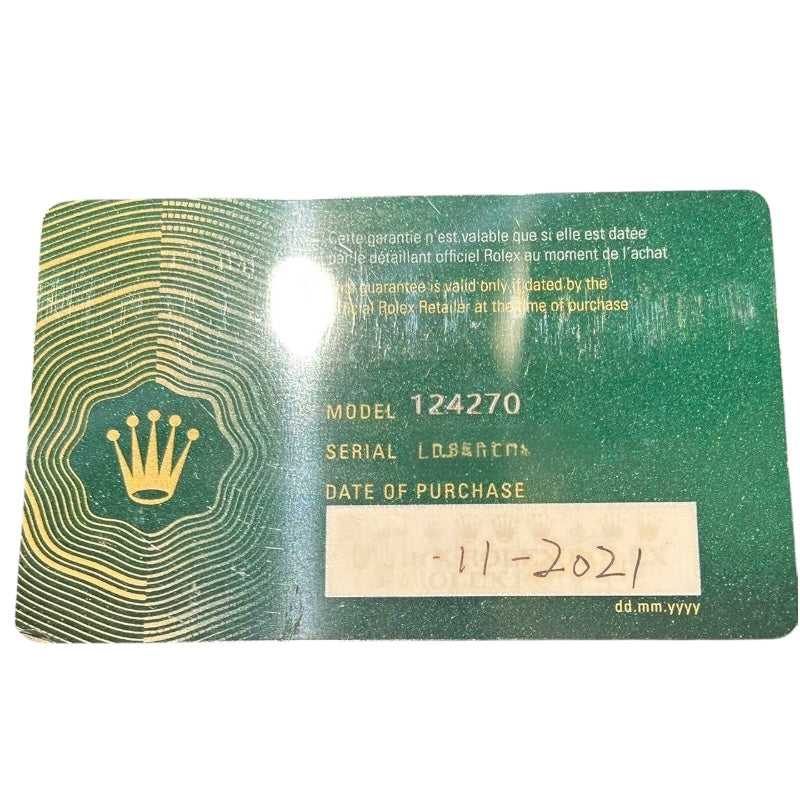 Cette garantie n'est valable que si elle est datée
par le détaillant officiel Rolex au moment de l'achat
This guarantee is valid only if dated by the
Official Rolex Retailer at the time of purchase
MODEL 124270
SERIAL
DATE OF PURCHASE
-11-2021
dd.mm.yyyy